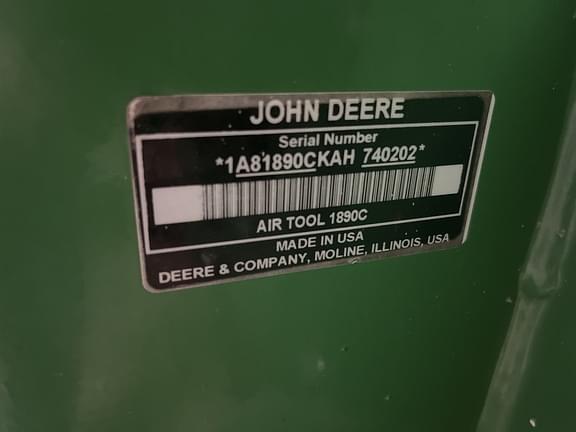 JOHN DEERE
Serial Number
*1A81890CKAH 740202*
AIR TOOL 1890C
MADE IN USA
DEERE & COMPANY, MOLINE, ILLINOIS, USA